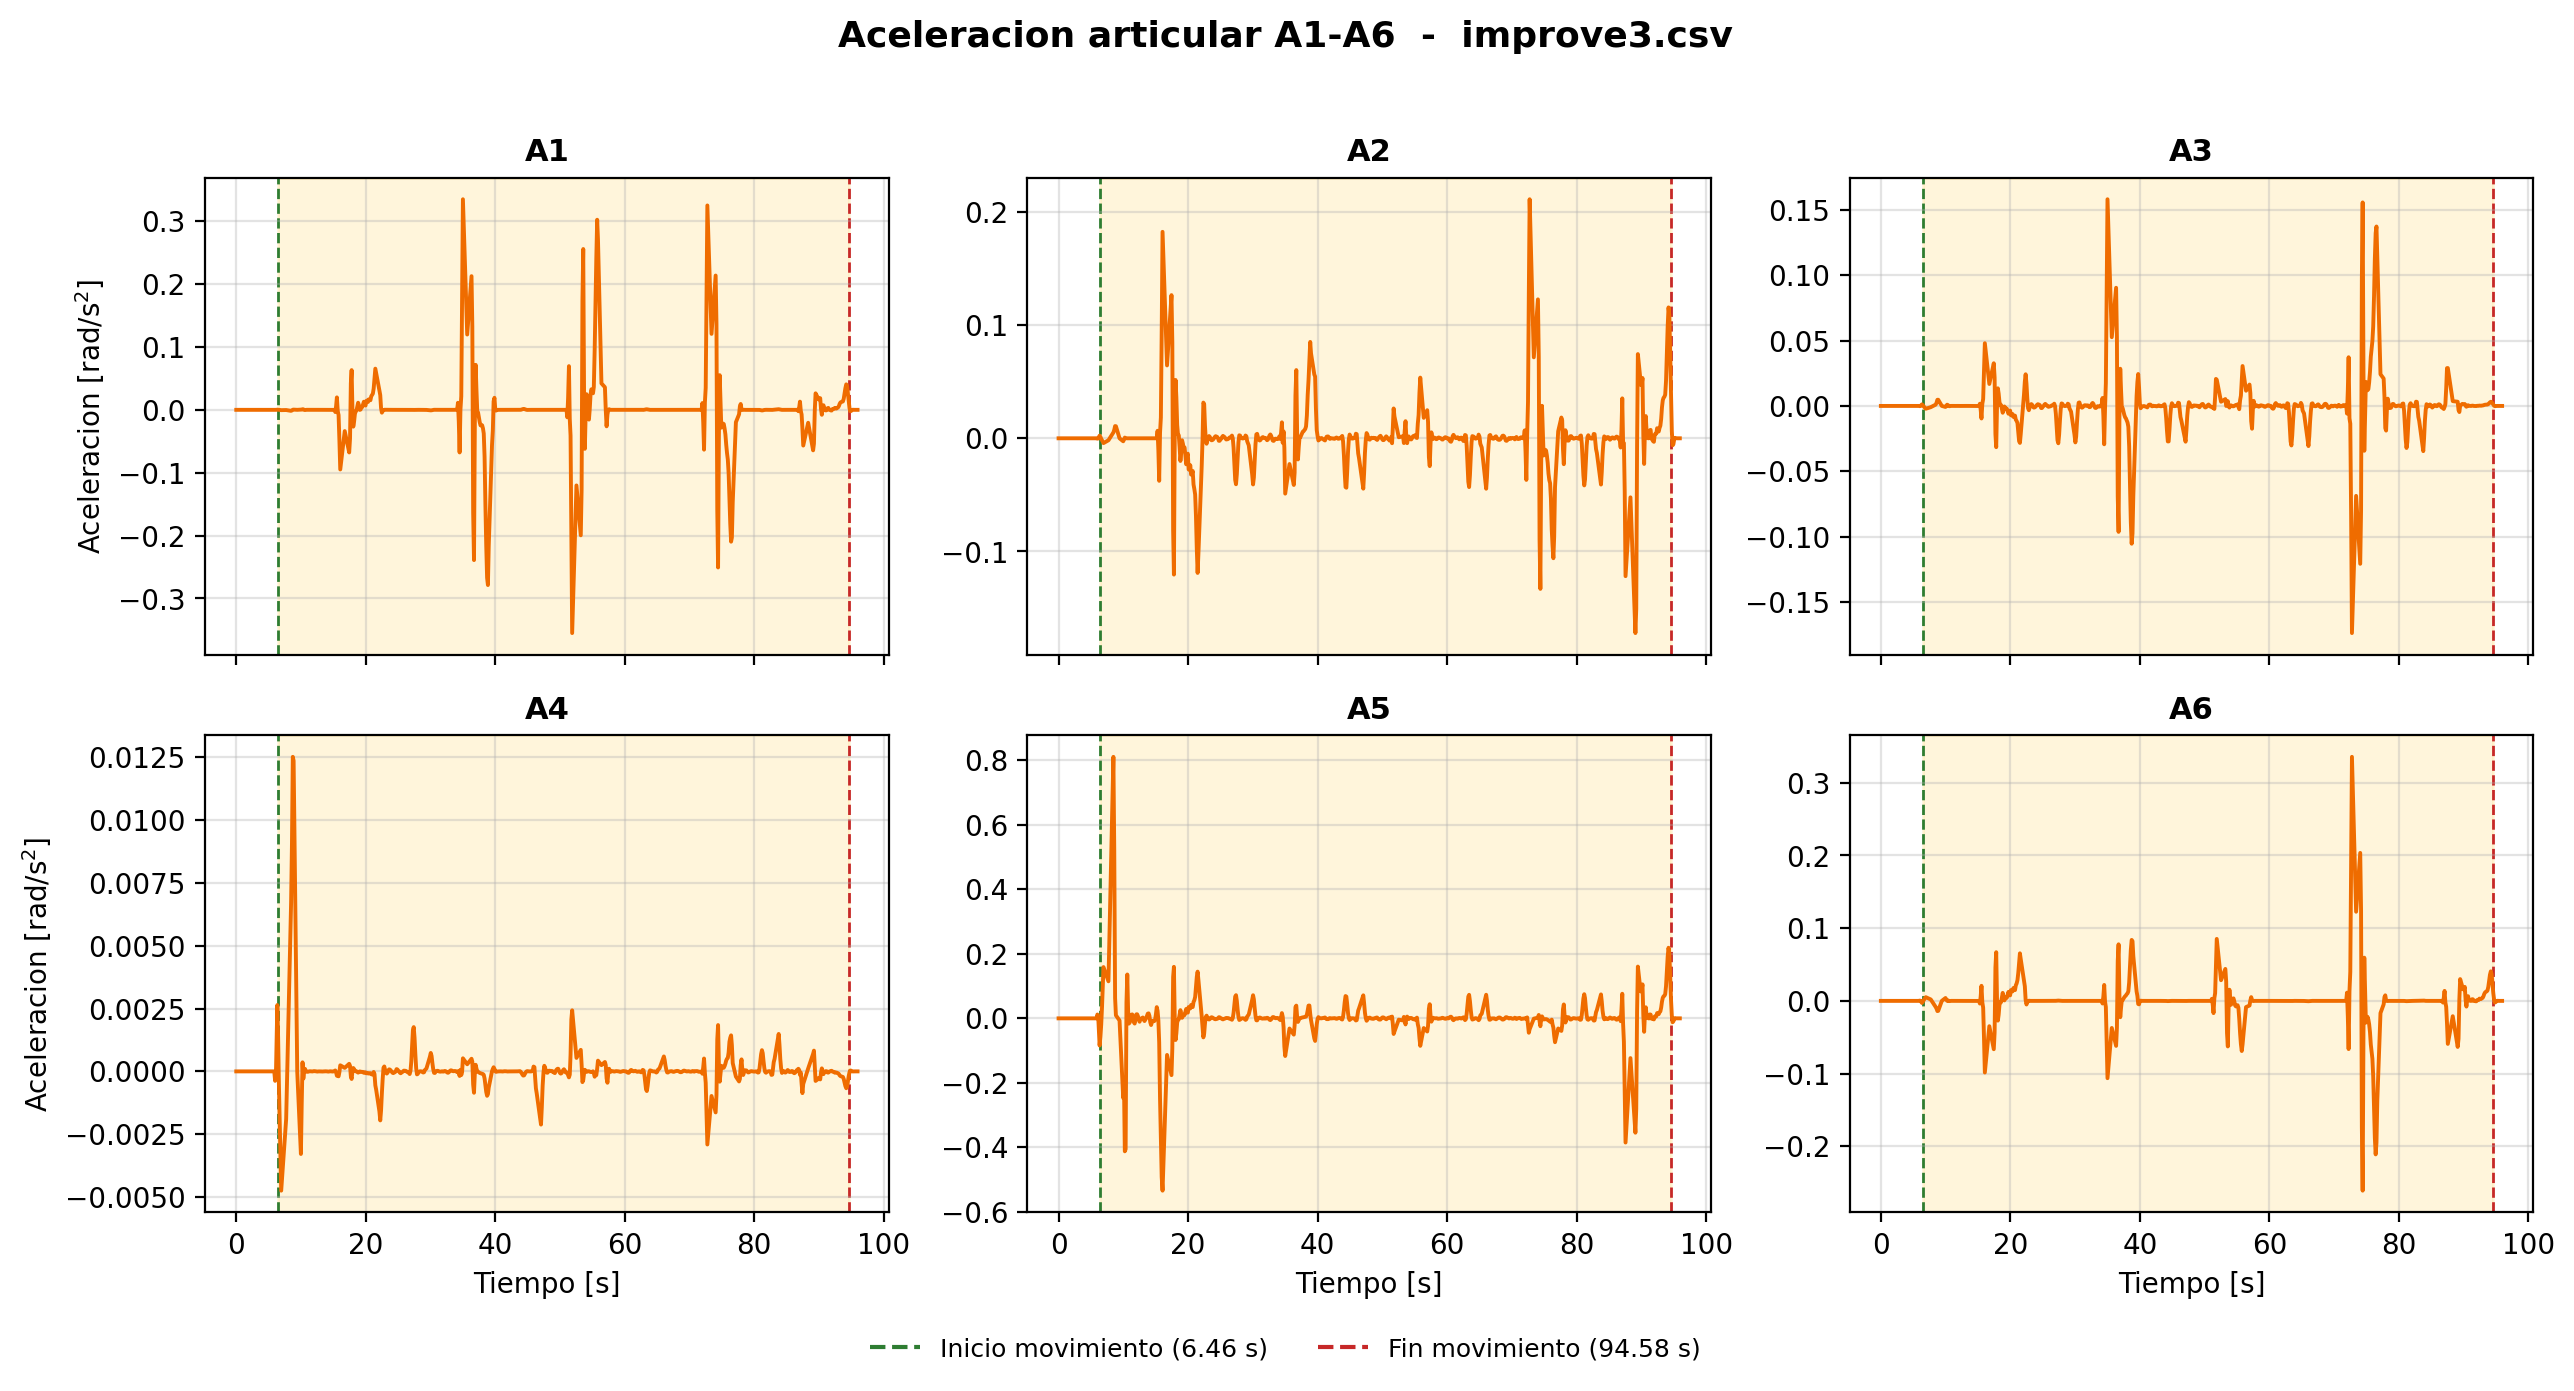 Aceleracion articular A1-A6  -  improve3.csv
A1
A2
A3
Aceleracion [rad/s²]
0.3
0.2
0.1
0.0
−0.1
−0.2
−0.3
0.2
0.1
0.0
−0.1
0.15
0.10
0.05
0.00
−0.05
−0.10
−0.15
A4
A5
A6
Aceleracion [rad/s²]
0.0125
0.0100
0.0075
0.0050
0.0025
0.0000
−0.0025
−0.0050
0.8
0.6
0.4
0.2
0.0
−0.2
−0.4
−0.6
0.3
0.2
0.1
0.0
−0.1
−0.2
0 20 40 60 80 100
0 20 40 60 80 100
0 20 40 60 80 100
Tiempo [s]
Tiempo [s]
Tiempo [s]
Inicio movimiento (6.46 s)
Fin movimiento (94.58 s)